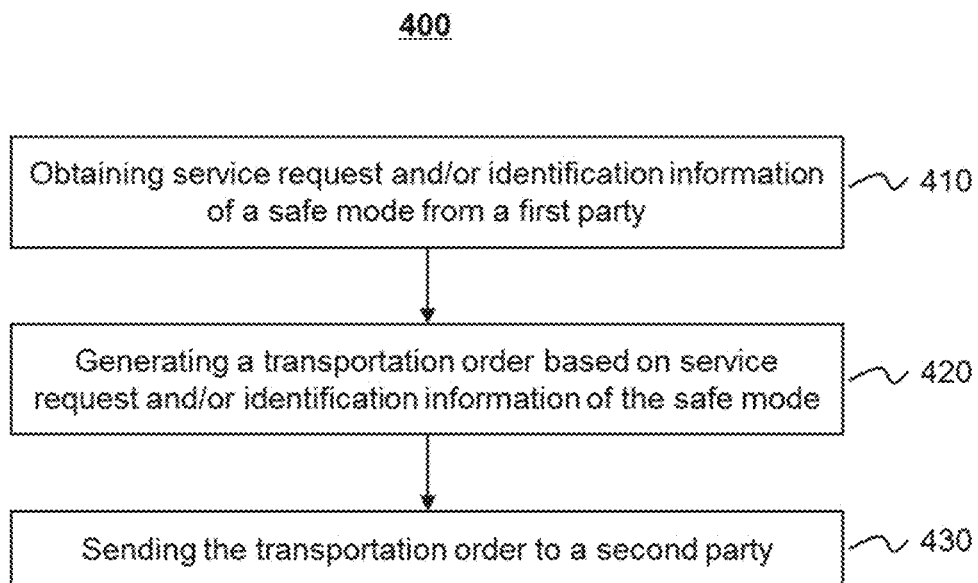 400
Obtaining service request and/or identification information
of a safe mode from a first party
410
Generating a transportation order based on service
request and/or identification information of the safe mode
420
Sending the transportation order to a second party
430